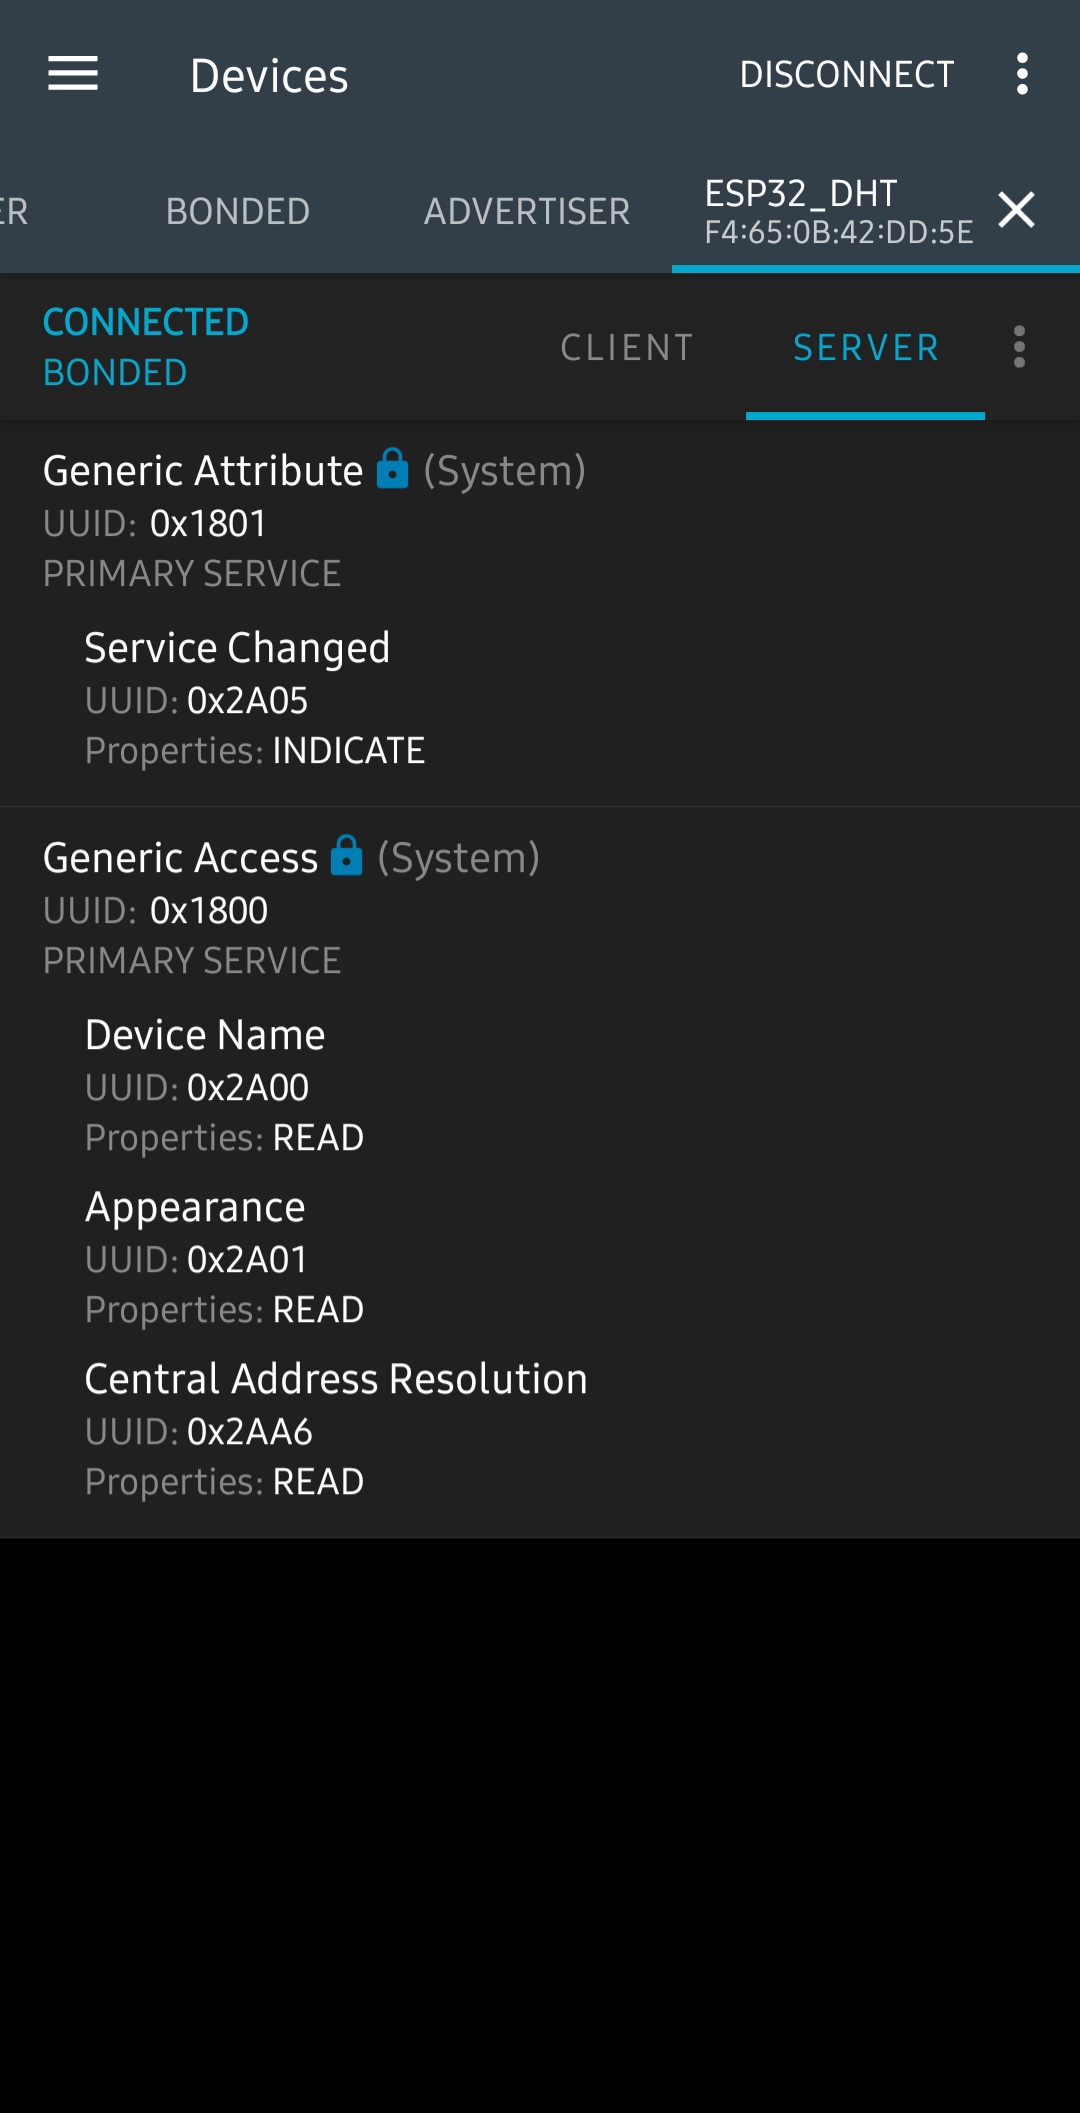 Devices
DISCONNECT
ER
BONDED
ADVERTISER
ESP32_DHT
F4:65:0B:42:DD:5E
CONNECTED
BONDED
CLIENT
SERVER
Generic Attribute (System)
UUID: 0x1801
PRIMARY SERVICE
Service Changed
UUID: 0x2A05
Properties: INDICATE
Generic Access (System)
UUID: 0x1800
PRIMARY SERVICE
Device Name
UUID: 0x2A00
Properties: READ
Appearance
UUID: 0x2A01
Properties: READ
Central Address Resolution
UUID: 0x2AA6
Properties: READ